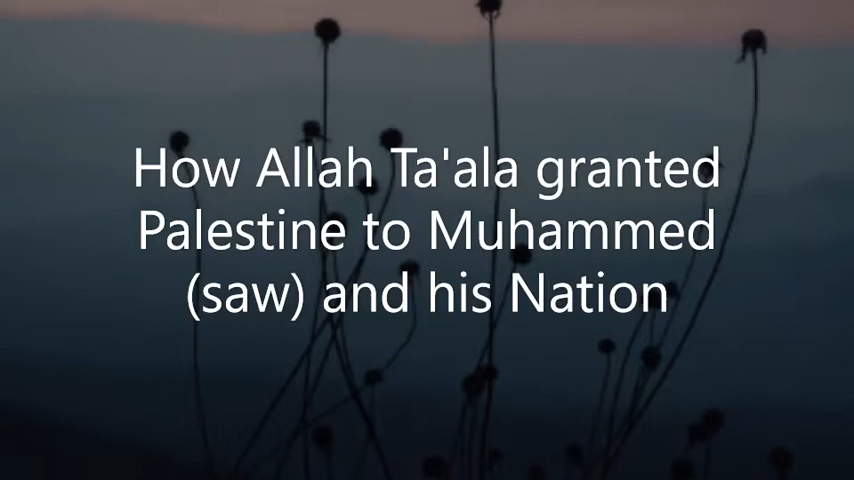 How Allah Ta'ala granted
Palestine to Muhammed
(saw) and his Nation